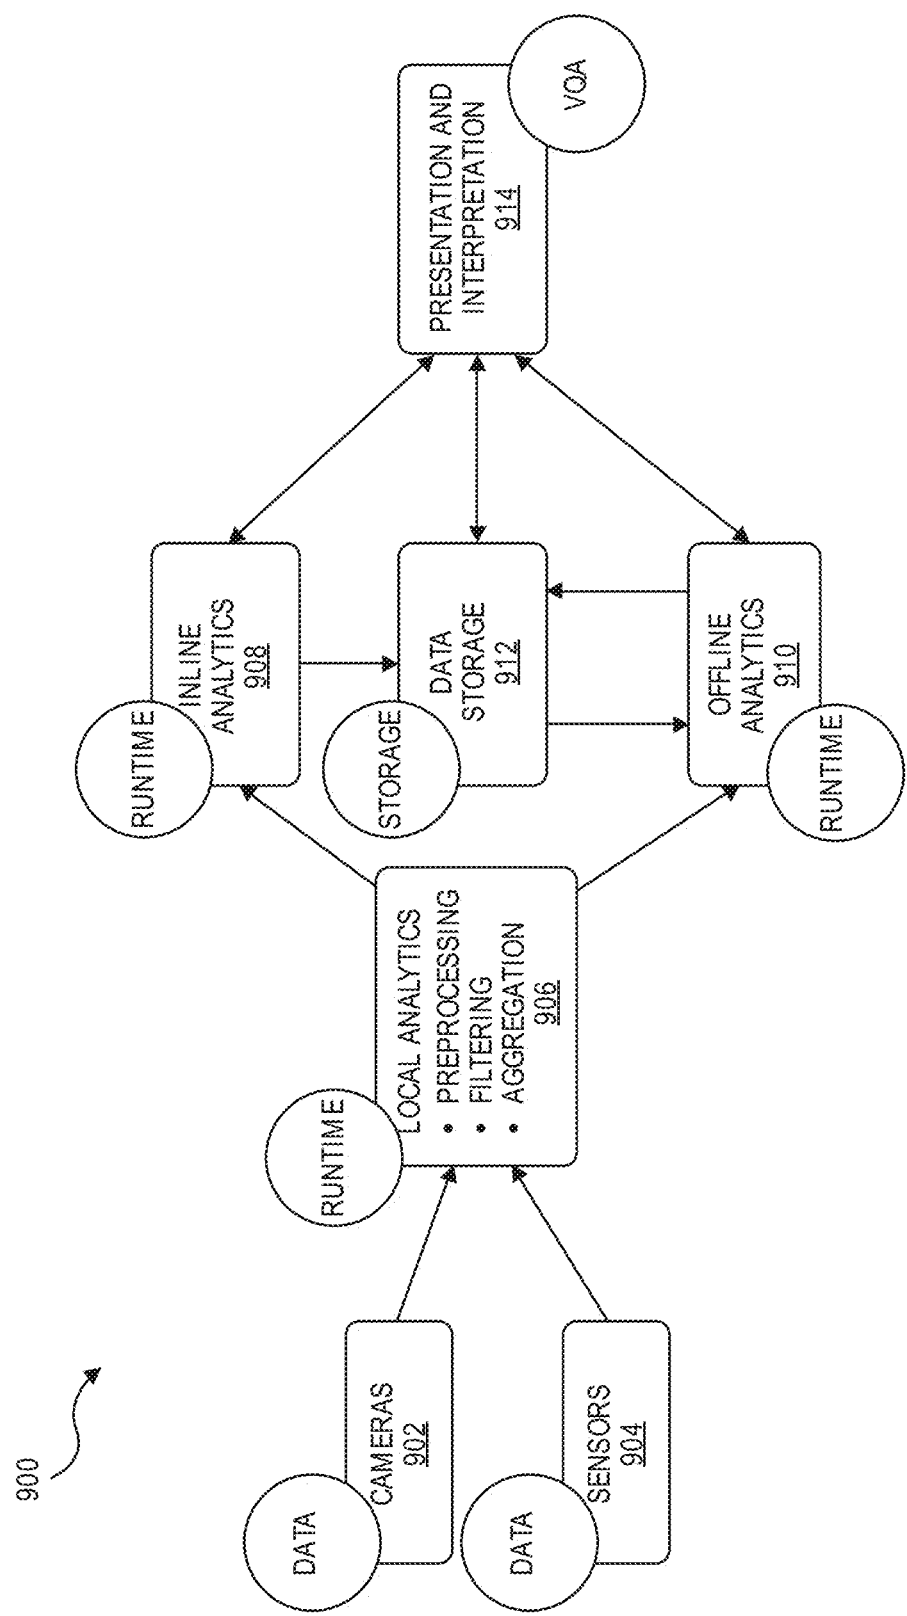 900
DATA
CAMERAS
902
DATA
SENSORS
904
RUNTIME
LOCAL ANALYTICS
• PREPROCESSING
• FILTERING
• AGGREGATION
906
RUNTIME
INLINE
ANALYTICS
908
STORAGE
DATA
STORAGE
912
RUNTIME
OFFLINE
ANALYTICS
910
PRESENTATION AND
INTERPRETATION
914
VQA